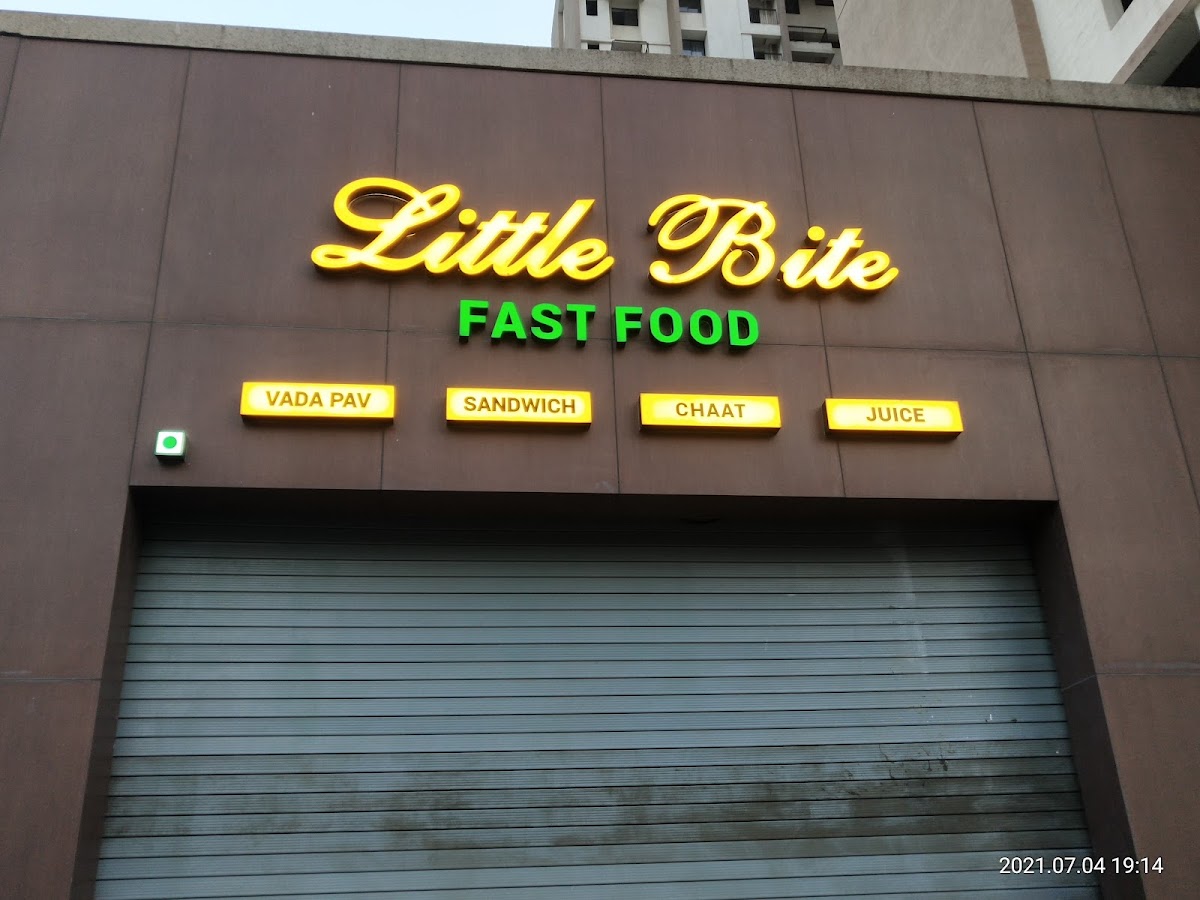 Little Bite
FAST FOOD
VADA PAV
SANDWICH
CHAAT
JUICE
2021.07.04 19:14